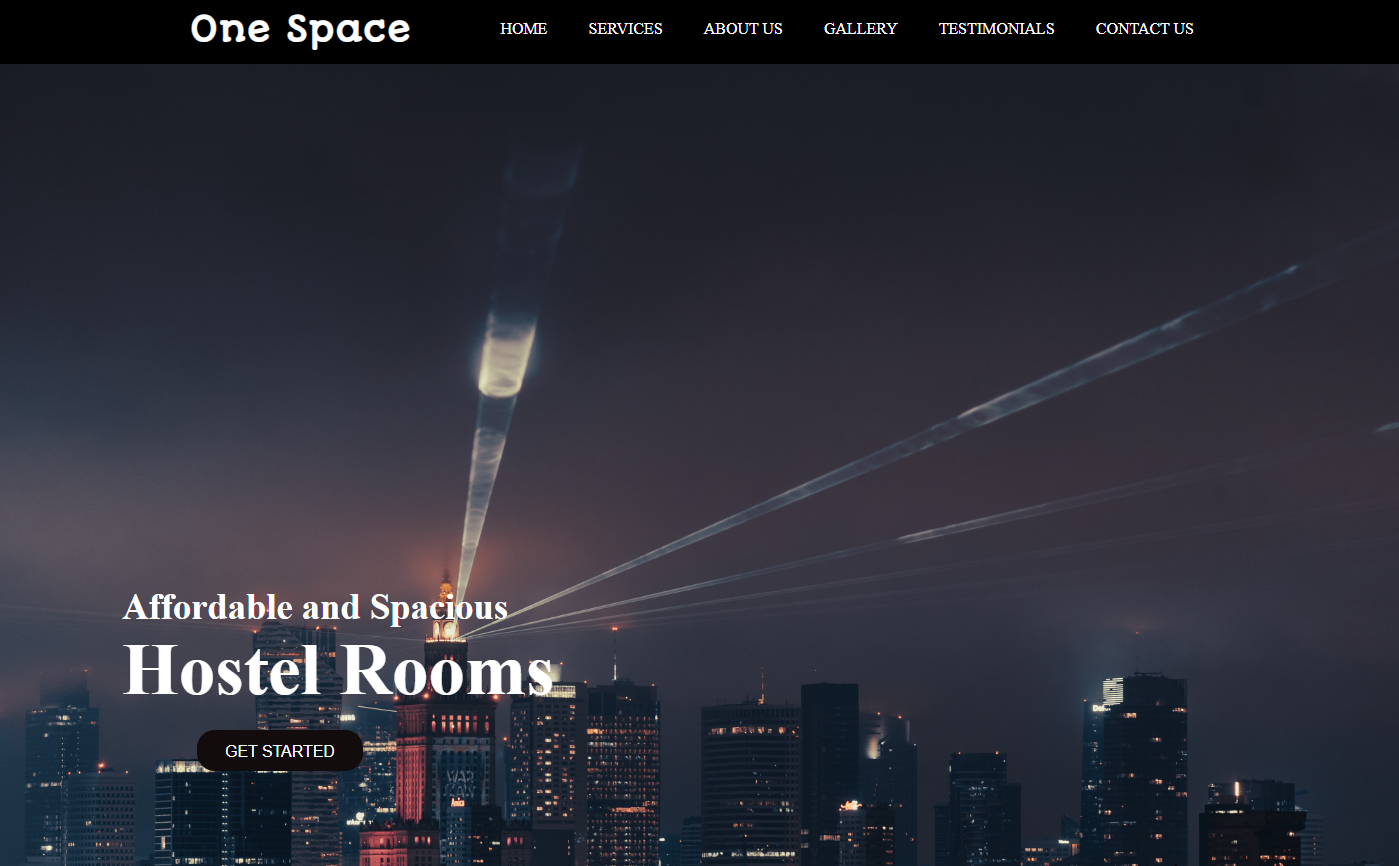 One Space
HOME SERVICES ABOUT US GALLERY TESTIMONIALS CONTACT US
Affordable and Spacious
Hostel Rooms
GET STARTED